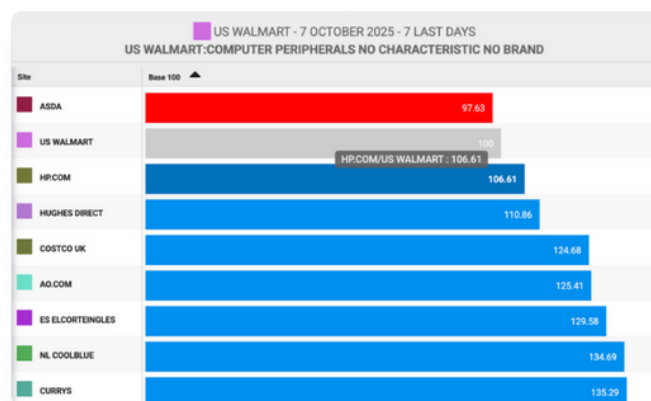 US WALMART - 7 OCTOBER 2025 - 7 LAST DAYS
US WALMART:COMPUTER PERIPHERALS NO CHARACTERISTIC NO BRAND
Site Base 100
ASDA 97.63
US WALMART 100
HP.COM/US WALMART : 106.61
HP.COM 106.61
HUGHES DIRECT 110.86
COSTCO UK 124.68
AO.COM 125.41
ES ELCORTEINGLES 129.58
NL COOLBLUE 134.69
CURRYS 135.29